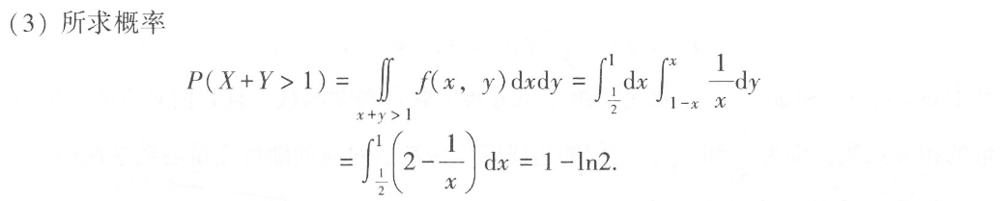 (3) 所求概率
P(X+Y>1) = ∬_{x+y>1} f(x, y)dxdy = ∫_{1/2}^{1} dx ∫_{1-x}^{x} 1/x dy
= ∫_{1/2}^{1} (2 - 1/x) dx = 1-ln2.